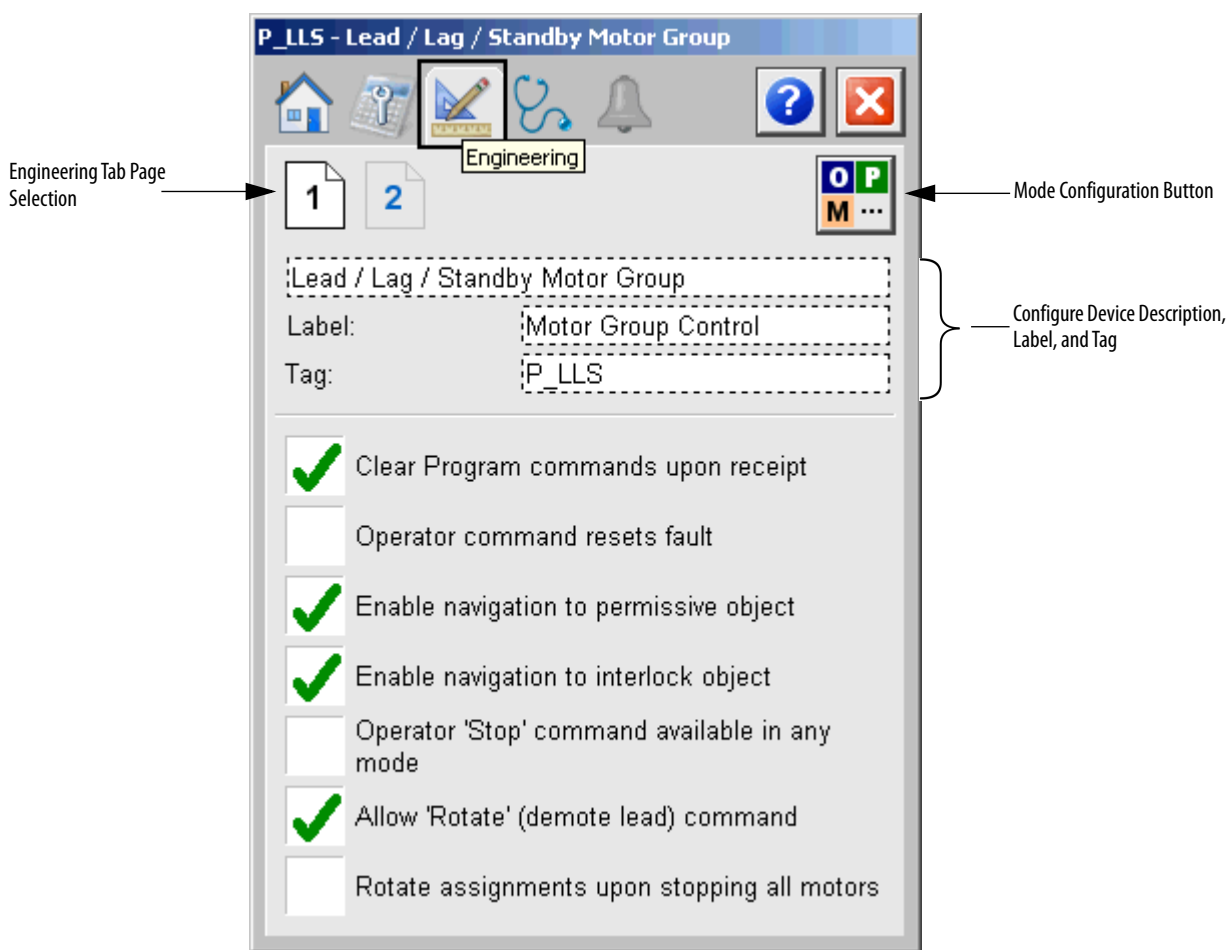 P_LLS - Lead / Lag / Standby Motor Group
?
Engineering
Engineering Tab Page
Selection
1
2
O P
M ...
Mode Configuration Button
Lead / Lag / Standby Motor Group
Label:
Motor Group Control
Tag:
P_LLS
Configure Device Description,
Label, and Tag
Clear Program commands upon receipt
Operator command resets fault
Enable navigation to permissive object
Enable navigation to interlock object
Operator 'Stop' command available in any
mode
Allow 'Rotate' (demote lead) command
Rotate assignments upon stopping all motors